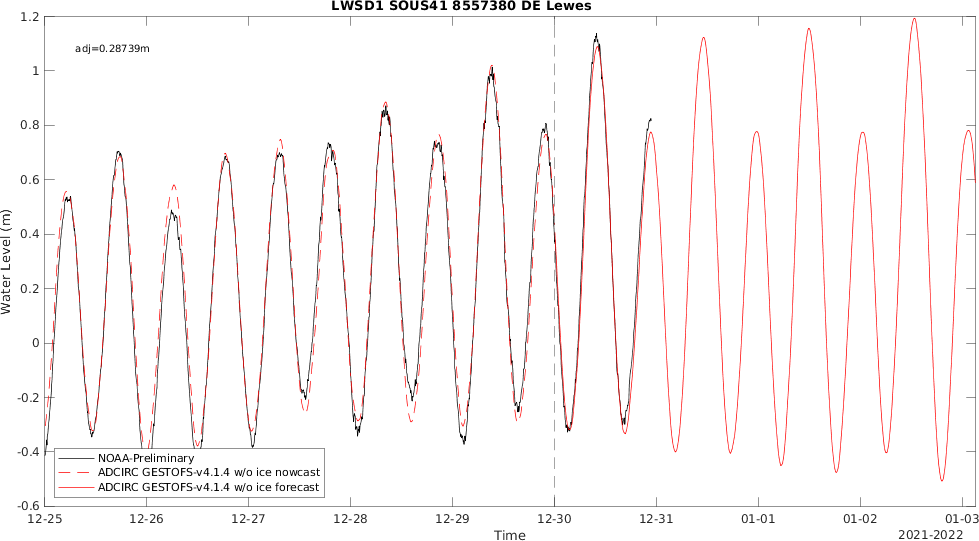 LWSD1 SOUS41 8557380 DE Lewes
adj=0.28739m
1.2
1
0.8
0.6
0.4
0.2
0
-0.2
-0.4
-0.6
Water Level (m)
NOAA-Preliminary
ADCIRC GESTOFS-v4.1.4 w/o ice nowcast
ADCIRC GESTOFS-v4.1.4 w/o ice forecast
12-25 12-26 12-27 12-28 12-29 12-30 12-31 01-01 01-02 01-03
Time
2021-2022